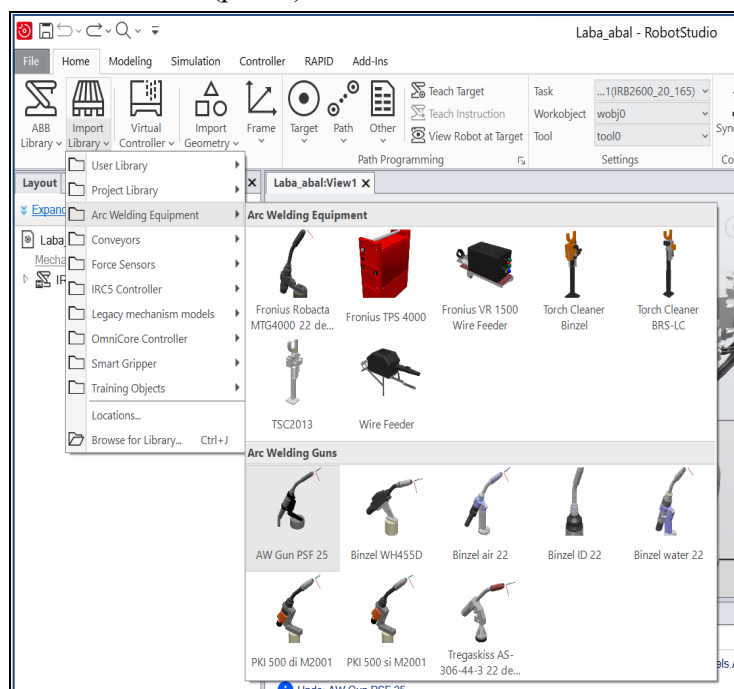 Laba_abal - RobotStudio
File Home Modeling Simulation Controller RAPID Add-Ins
ABB Library
Import Library
Virtual Controller
Import Geometry
Frame
Target
Path
Other
Teach Target
Teach Instruction
View Robot at Target
Path Programming
Task ...1(IRB2600_20_165)
Workobject wobj0
Tool tool0
Settings
Layout
Laba_abal:View1 X
User Library
Project Library
Arc Welding Equipment
Conveyors
Force Sensors
IRC5 Controller
Legacy mechanism models
OmniCore Controller
Smart Gripper
Training Objects
Locations...
Browse for Library... Ctrl+J
Arc Welding Equipment
Fronius Robacta MTG4000 22 de...
Fronius TPS 4000
Fronius VR 1500 Wire Feeder
Torch Cleaner Binzel
Torch Cleaner BRS-LC
TSC2013
Wire Feeder
Arc Welding Guns
AW Gun PSF 25
Binzel WH455D
Binzel air 22
Binzel ID 22
Binzel water 22
PKI 500 di M2001
PKI 500 si M2001
Tregaskiss AS-306-44-3 22 de...